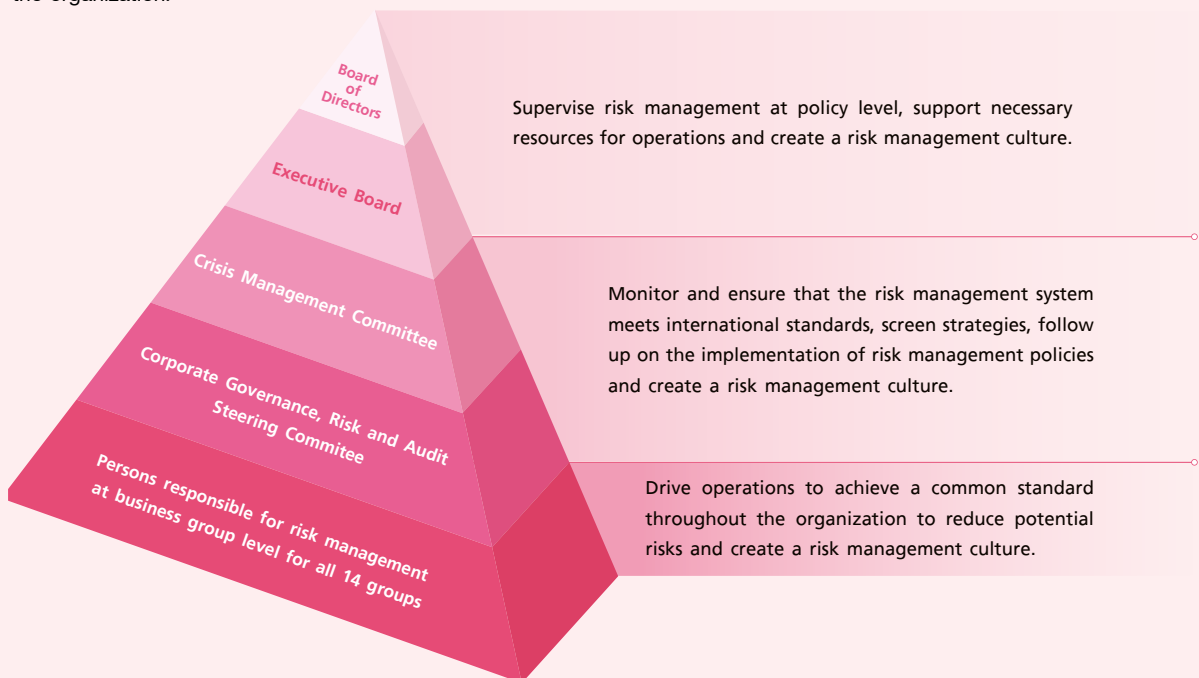 the organization.
Board
of
Directors
Supervise risk management at policy level, support necessary
resources for operations and create a risk management culture.
Executive Board
Crisis Management Committee
Monitor and ensure that the risk management system
meets international standards, screen strategies, follow
up on the implementation of risk management policies
and create a risk management culture.
Corporate Governance, Risk and Audit
Steering Commitee
Persons responsible for risk management
at business group level for all 14 groups
Drive operations to achieve a common standard
throughout the organization to reduce potential
risks and create a risk management culture.